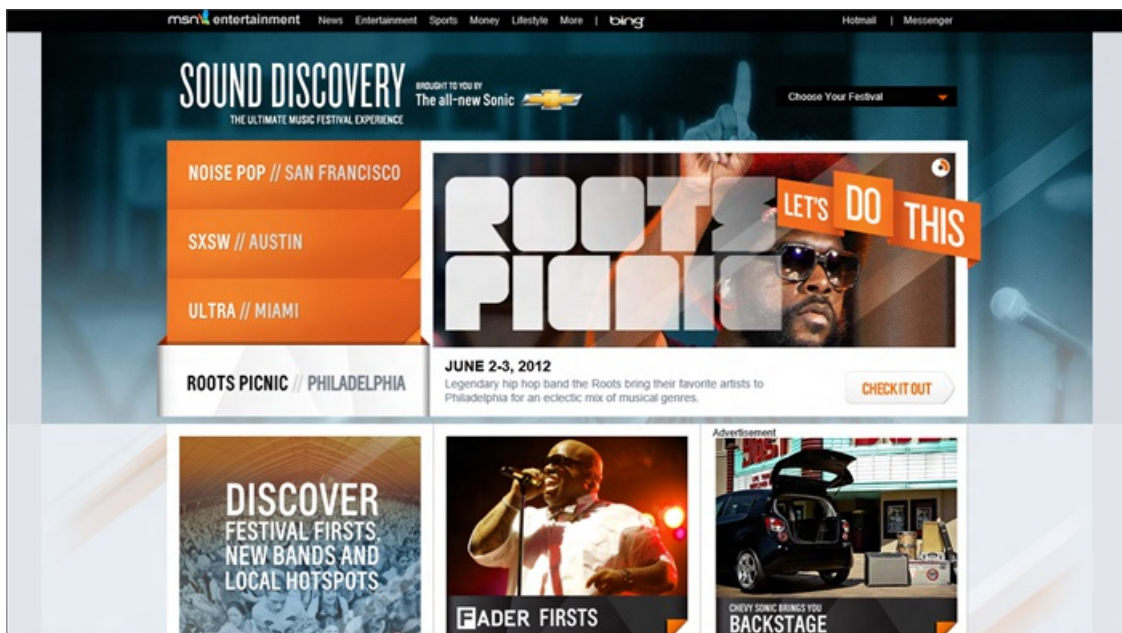 msn entertainment News Entertainment Sports Money Lifestyle More | bing Hotmail | Messenger
SOUND DISCOVERY
THE ULTIMATE MUSIC FESTIVAL EXPERIENCE
BROUGHT TO YOU BY
The all-new Sonic
Choose Your Festival
NOISE POP // SAN FRANCISCO
SXSW // AUSTIN
ULTRA // MIAMI
ROOTS PICNIC // PHILADELPHIA
ROOTS
PICNIC
LET'S DO THIS
JUNE 2-3, 2012
Legendary hip hop band the Roots bring their favorite artists to
Philadelphia for an eclectic mix of musical genres.
CHECK IT OUT
DISCOVER
FESTIVAL FIRSTS,
NEW BANDS AND
LOCAL HOTSPOTS
FADER FIRSTS
Advertisement
CHEVY SONIC BRINGS YOU
BACKSTAGE